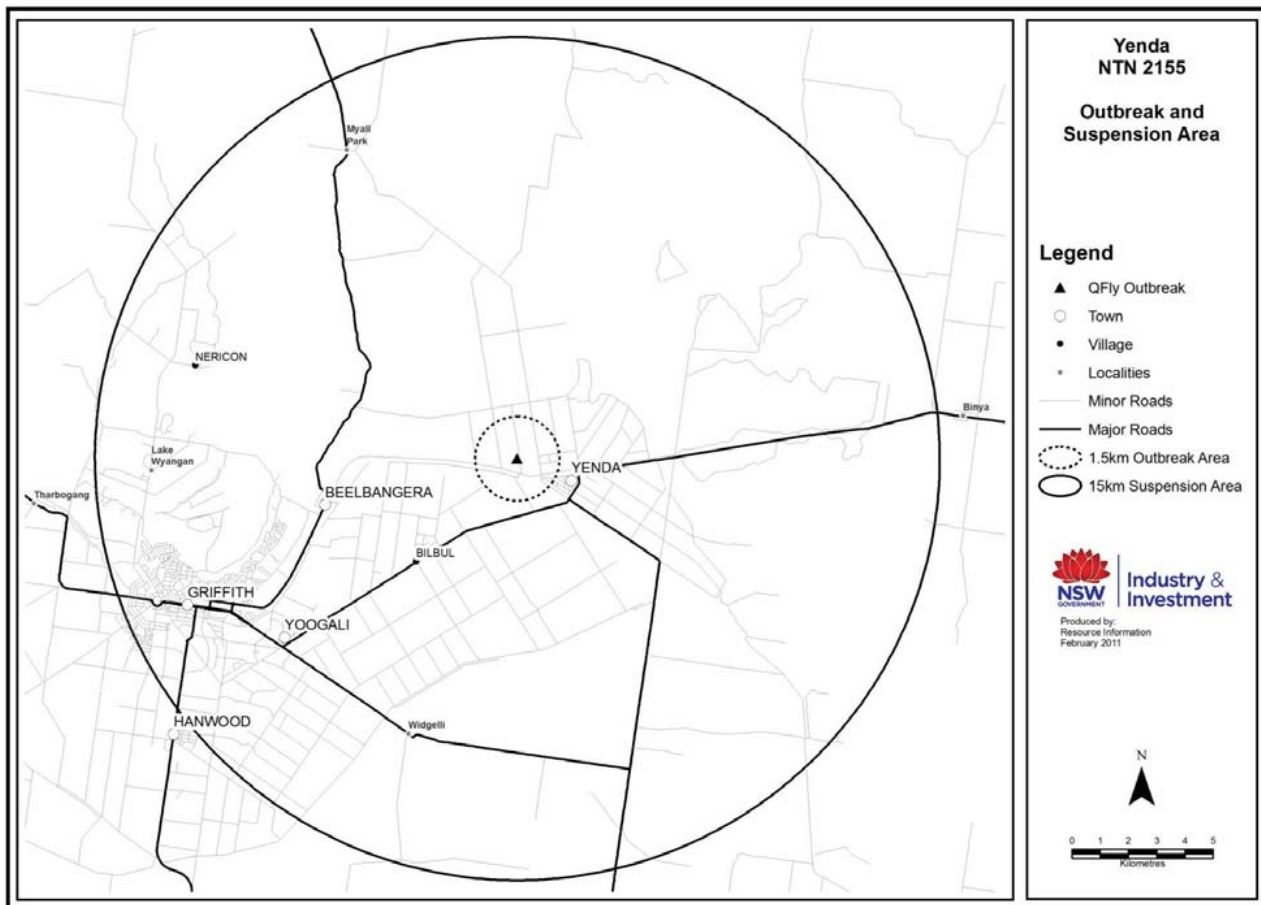 Myall
Park
NERICON
Lake
Wyangan
Tharbogang
BEELBANGERA
YENDA
Binya
BILBUL
GRIFFITH
YOOGALI
HANWOOD
Widgelli
Yenda
NTN 2155
Outbreak and
Suspension Area
Legend
QFly Outbreak
Town
Village
Localities
Minor Roads
Major Roads
1.5km Outbreak Area
15km Suspension Area
NSW
GOVERNMENT
Industry &
Investment
Produced by:
Resource Information
February 2011
N
0 1 2 3 4 5
Kilometres